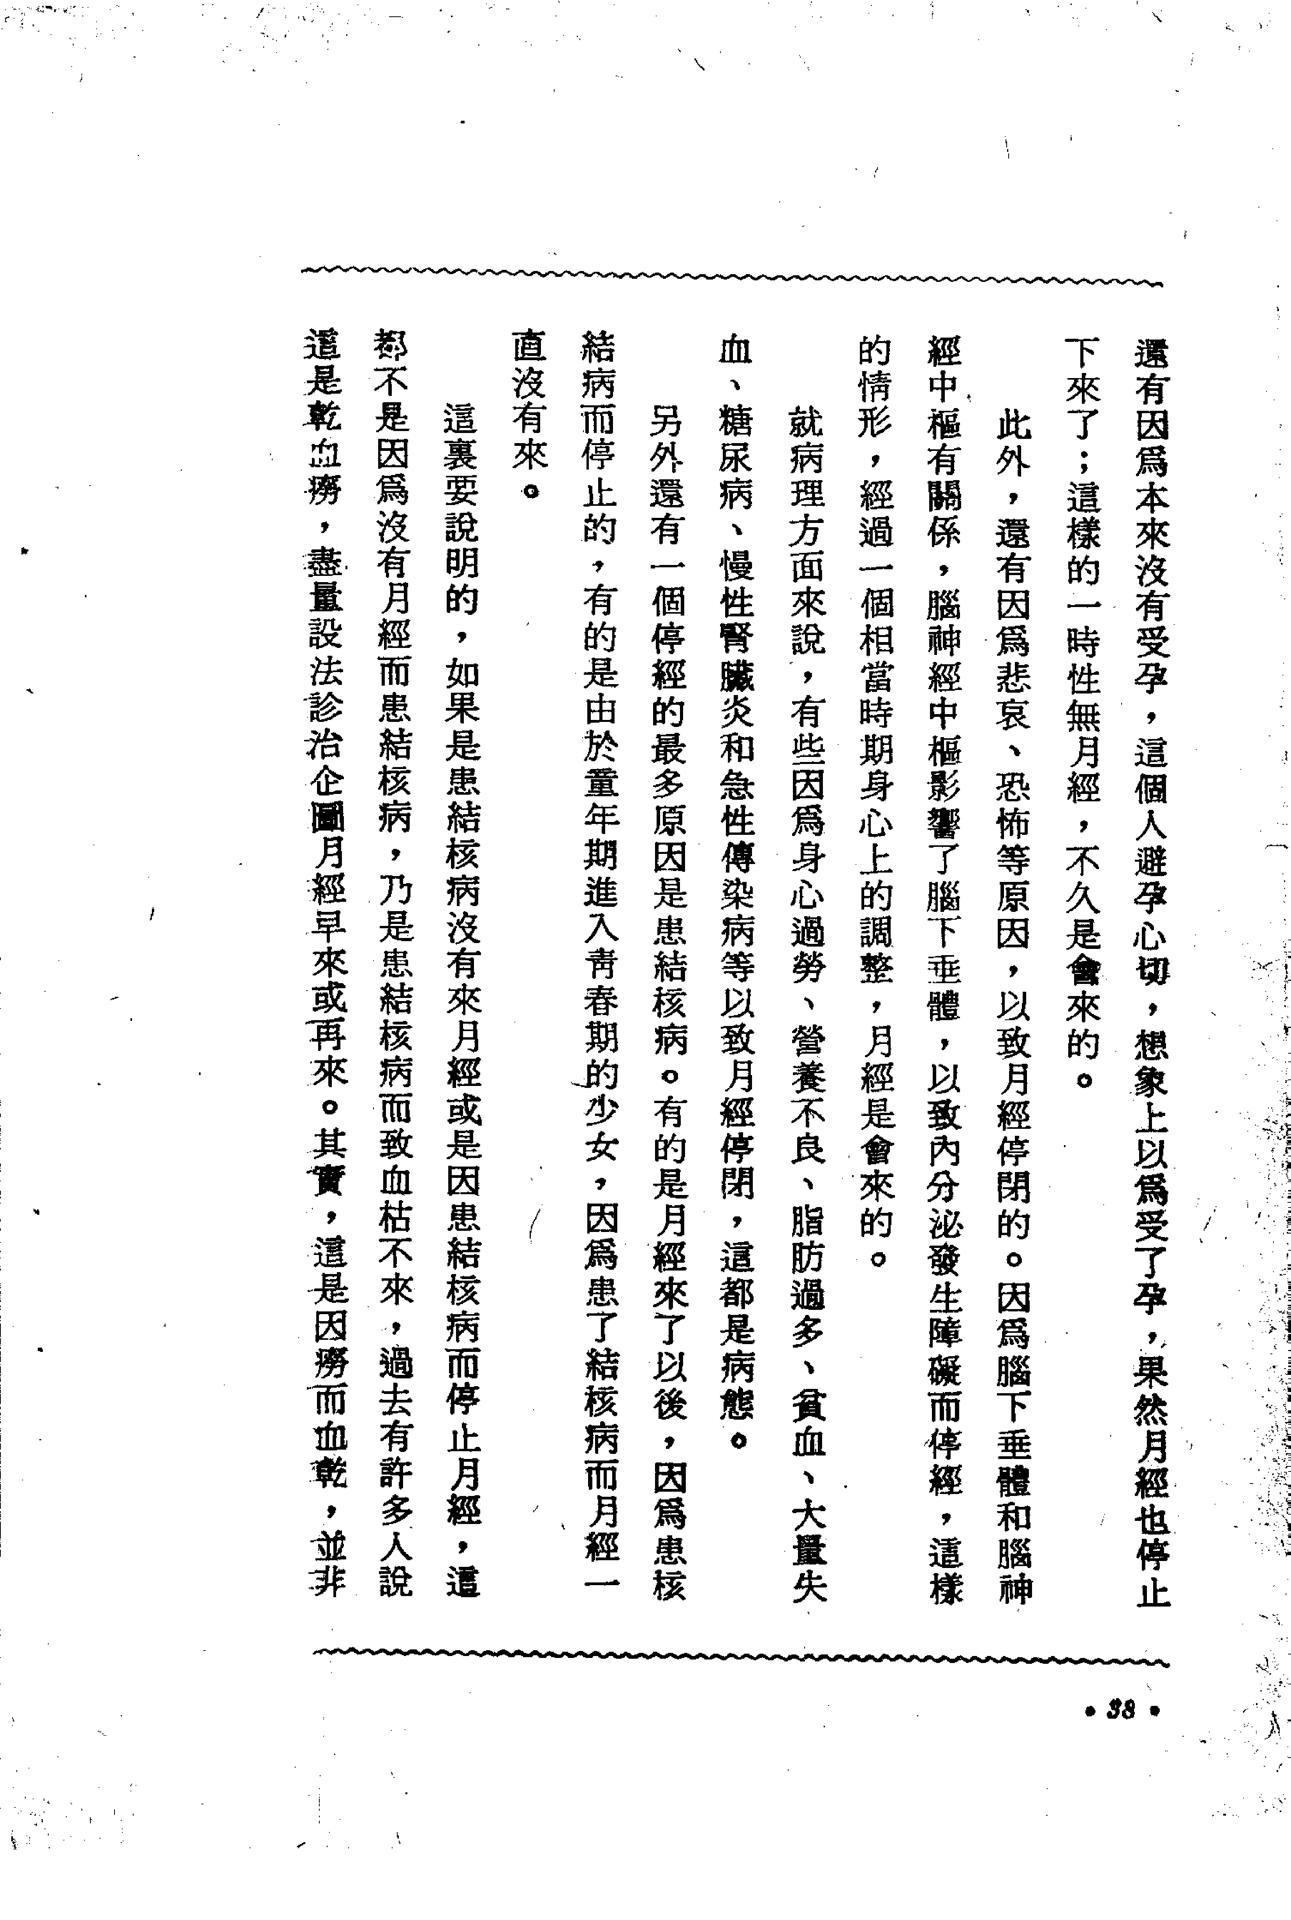 還有因爲本來沒有受孕，這個人避孕心切，想象上以爲受了孕，果然月經也停止
下來了；這樣的一時性無月經，不久是會來的。
此外，還有因爲悲哀、恐怖等原因，以致月經停閉的。因爲腦下垂體和腦神
經中樞有關係，腦神經中樞影響了腦下垂體，以致內分泌發生障礙而停經，這樣
的情形，經過一個相當時期身心上的調整，月經是會來的。
就病理方面來說，有些因爲身心過勞、營養不良、脂肪過多、貧血、大量失
血、糖尿病、慢性腎臟炎和急性傳染病等以致月經停閉，這都是病態。
另外還有一個停經的最多原因是患結核病。有的是月經來了以後，因爲患核
結病而停止的，有的是由於童年期進入青春期的少女，因爲患了結核病而月經一
直沒有來。
這裏要說明的，如果是患結核病沒有來月經或是因患結核病而停止月經，這
都不是因爲沒有月經而患結核病，乃是患結核病而致血枯不來，過去有許多人說
這是乾血癆，盡量設法診治企圖月經早來或再來。其實，這是因癆而血乾，並非
• 38 •